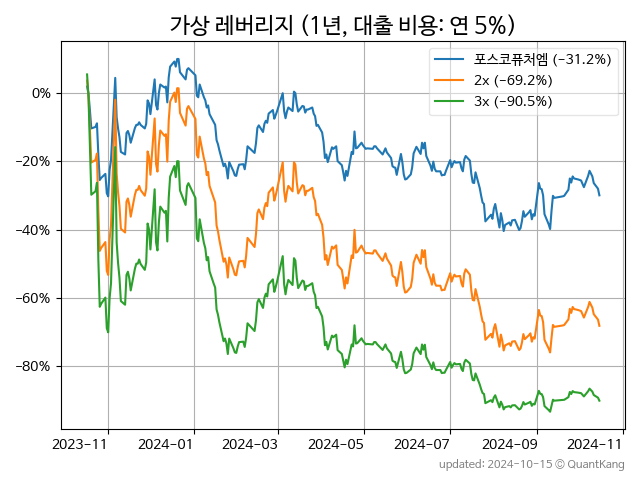 가상 레버리지 (1년, 대출 비용: 연 5%)
포스코퓨처엠 (−31.2%)
2x (−69.2%)
3x (−90.5%)
0%
−20%
−40%
−60%
−80%
2023-11 2024-01 2024-03 2024-05 2024-07 2024-09 2024-11
updated: 2024-10-15 © QuantKang